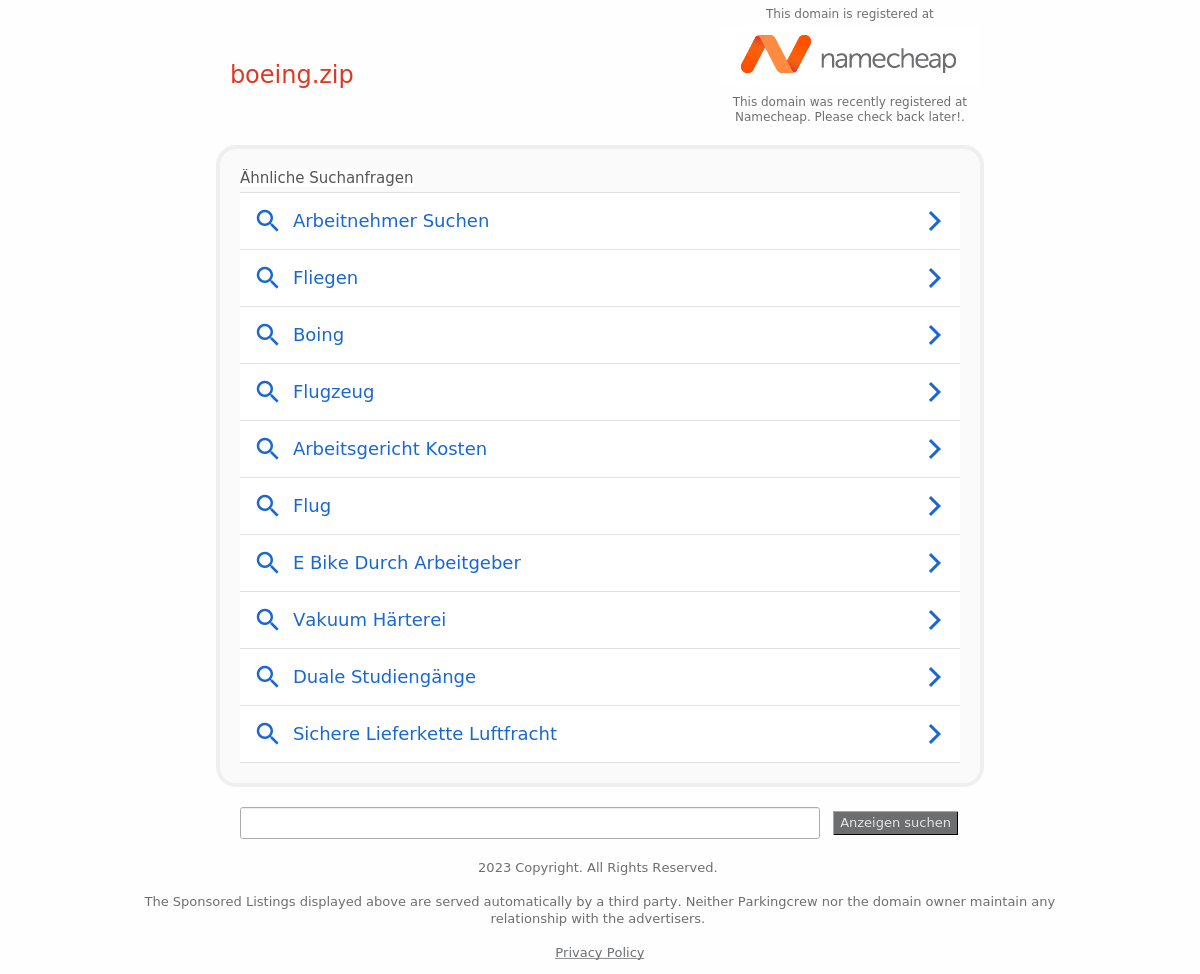 This domain is registered at
namecheap
boeing.zip
This domain was recently registered at
Namecheap. Please check back later!.
Ähnliche Suchanfragen
Arbeitnehmer Suchen
Fliegen
Boing
Flugzeug
Arbeitsgericht Kosten
Flug
E Bike Durch Arbeitgeber
Vakuum Härterei
Duale Studiengänge
Sichere Lieferkette Luftfracht
Anzeigen suchen
2023 Copyright. All Rights Reserved.
The Sponsored Listings displayed above are served automatically by a third party. Neither Parkingcrew nor the domain owner maintain any
relationship with the advertisers.
Privacy Policy